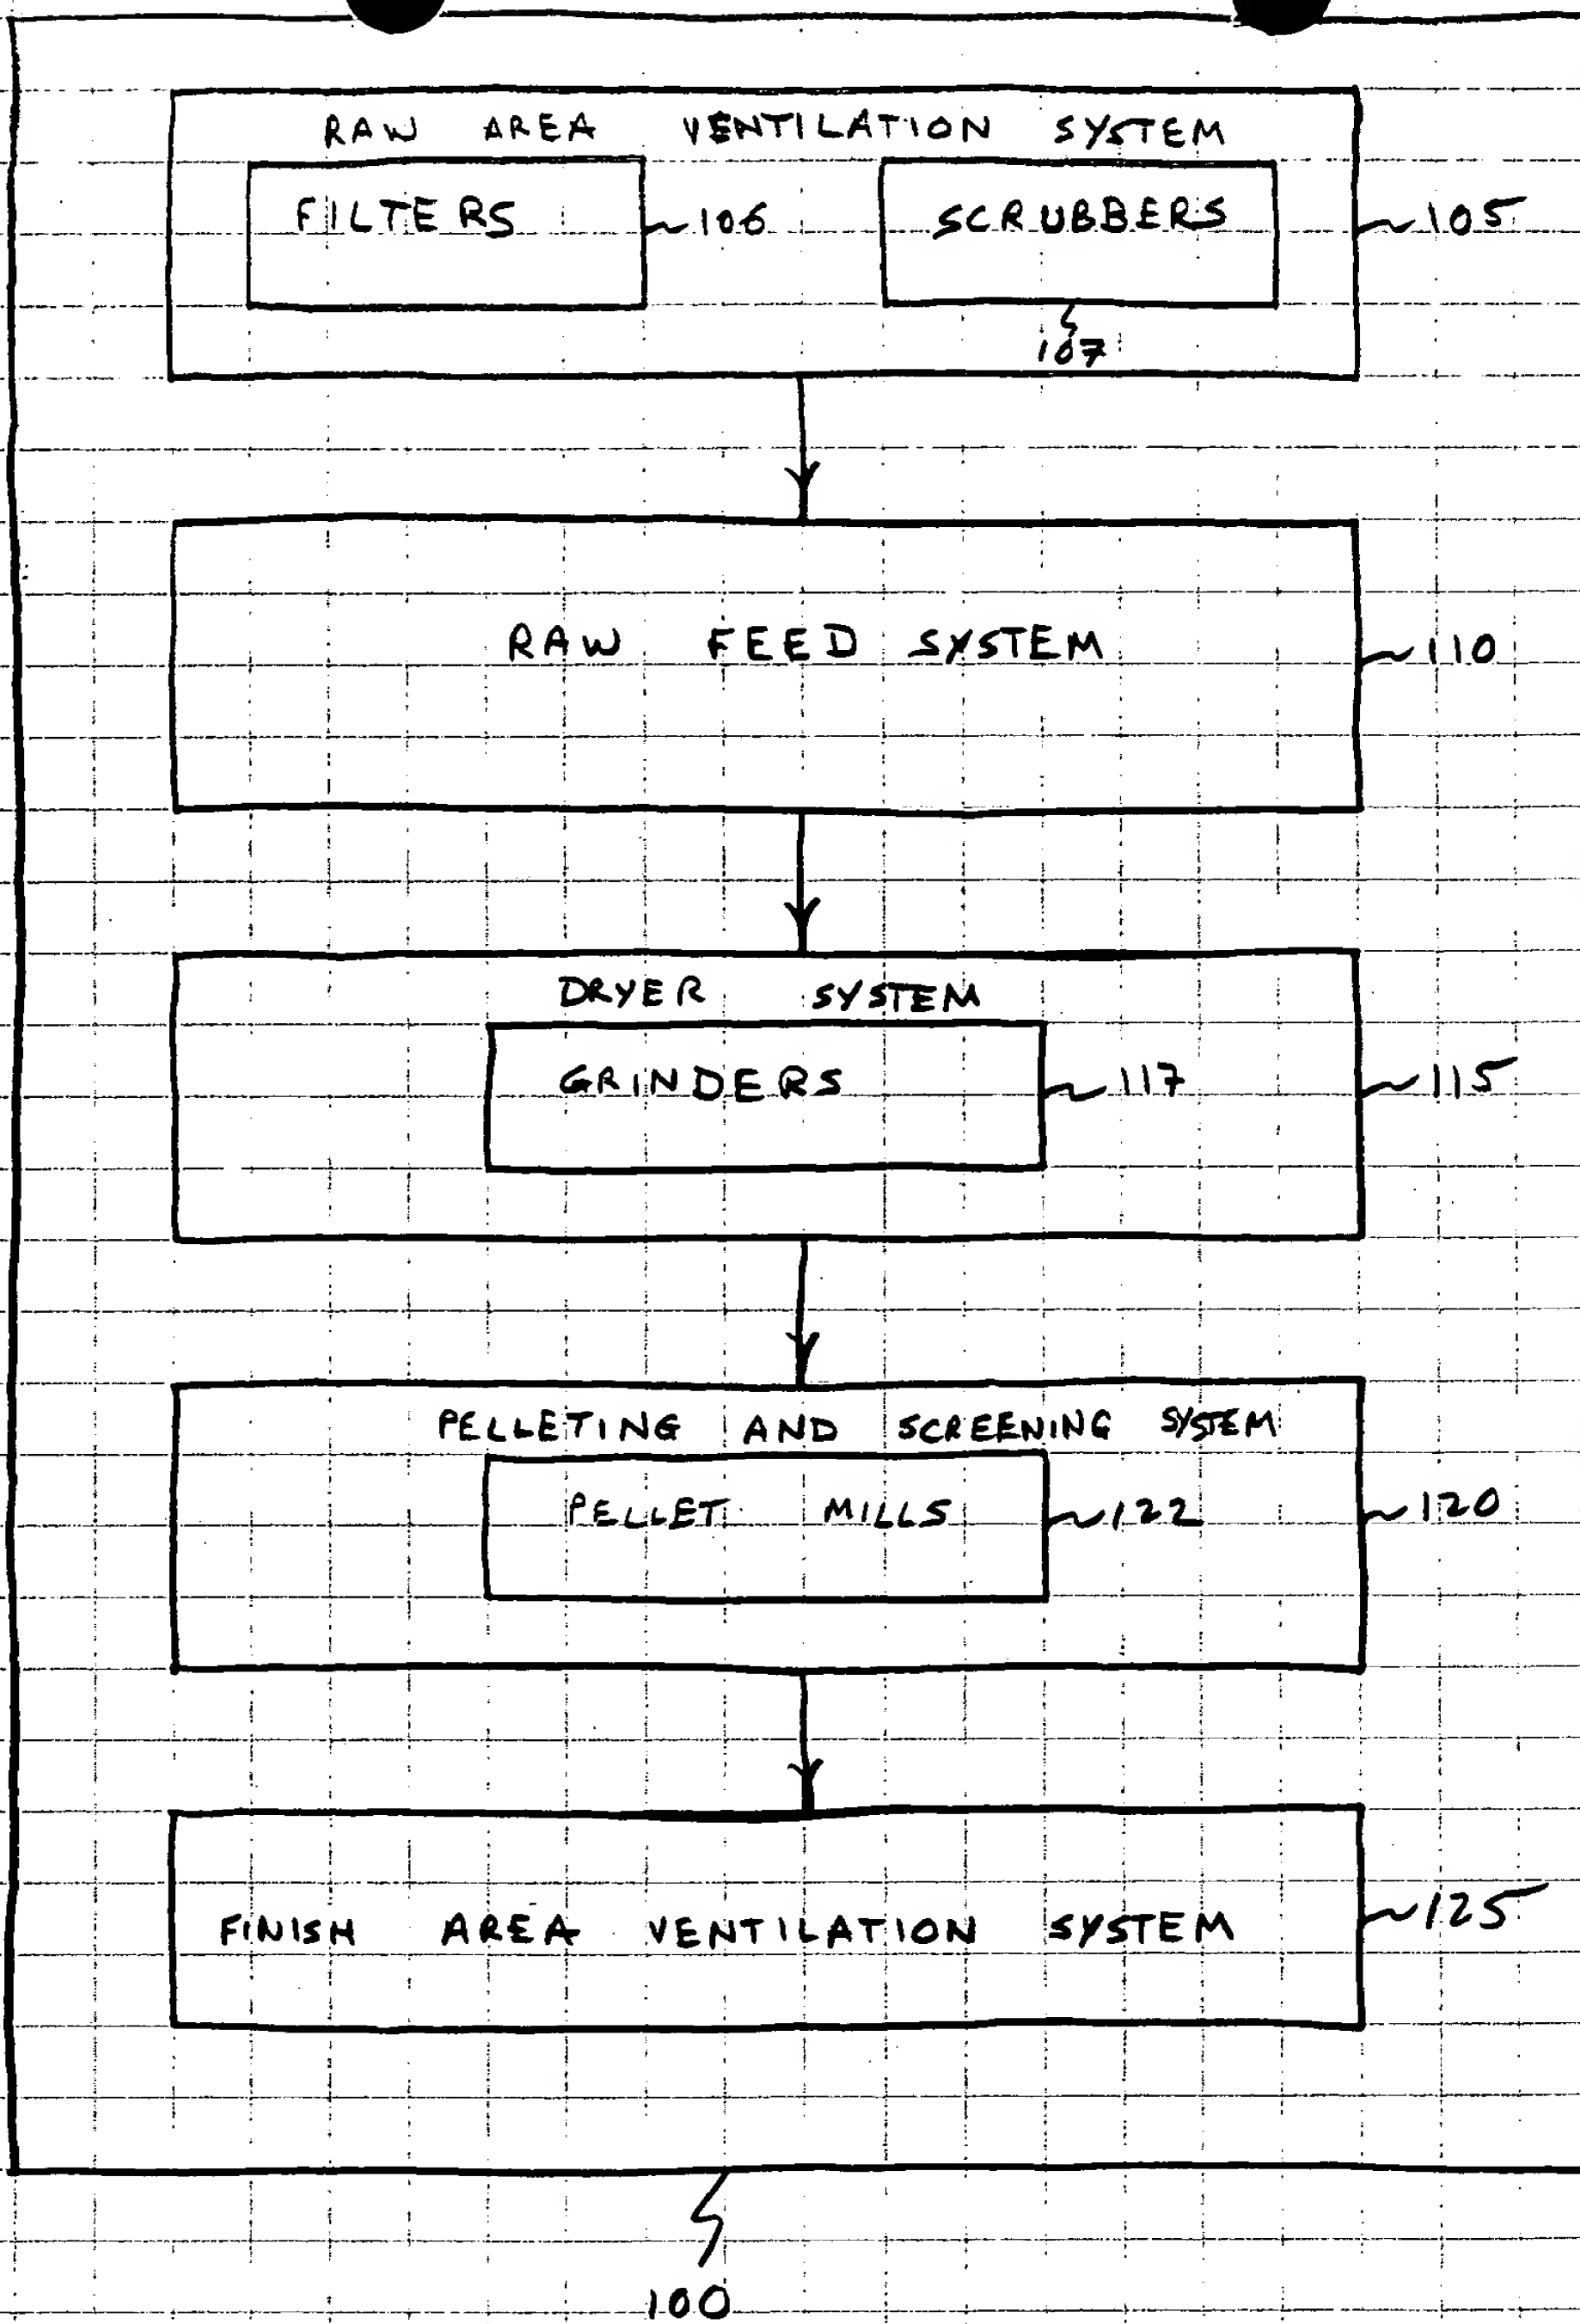 RAW AREA VENTILATION SYSTEM
FILTERS
106
SCRUBBERS
105
107
RAW FEED SYSTEM
110
DRYER SYSTEM
GRINDERS
117
115
PELLETING AND SCREENING SYSTEM
PELLET MILLS
122
120
FINISH AREA VENTILATION SYSTEM
125
100